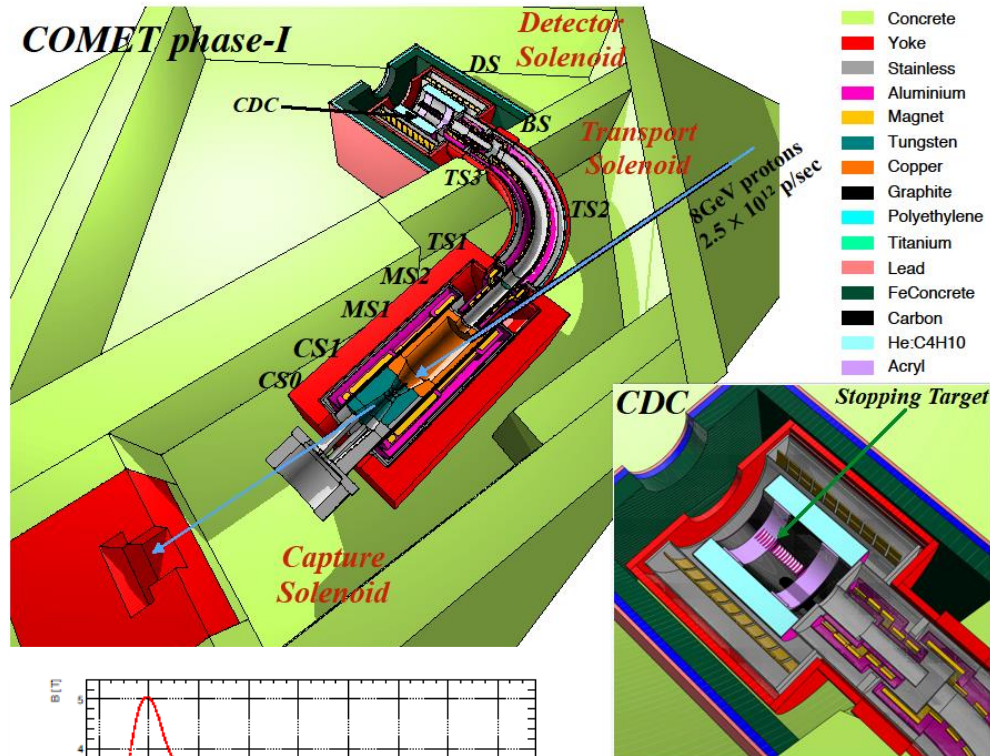 COMET phase-I
Detector
Solenoid
DS
CDC
BS
Transport
Solenoid
TS3
TS2
8GeV protons
2.5 × 10¹² p/sec
TS1
MS2
MS1
CS1
CS0
Capture
Solenoid
Concrete
Yoke
Stainless
Aluminium
Magnet
Tungsten
Copper
Graphite
Polyethylene
Titanium
Lead
FeConcrete
Carbon
He:C4H10
Acryl
CDC
Stopping Target
B [T]
5
4